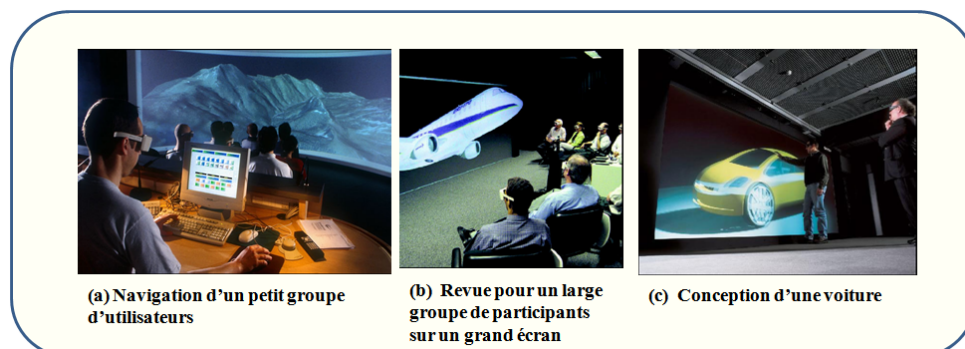 (a) Navigation d’un petit groupe
d’utilisateurs
(b) Revue pour un large
groupe de participants
sur un grand écran
(c) Conception d’une voiture